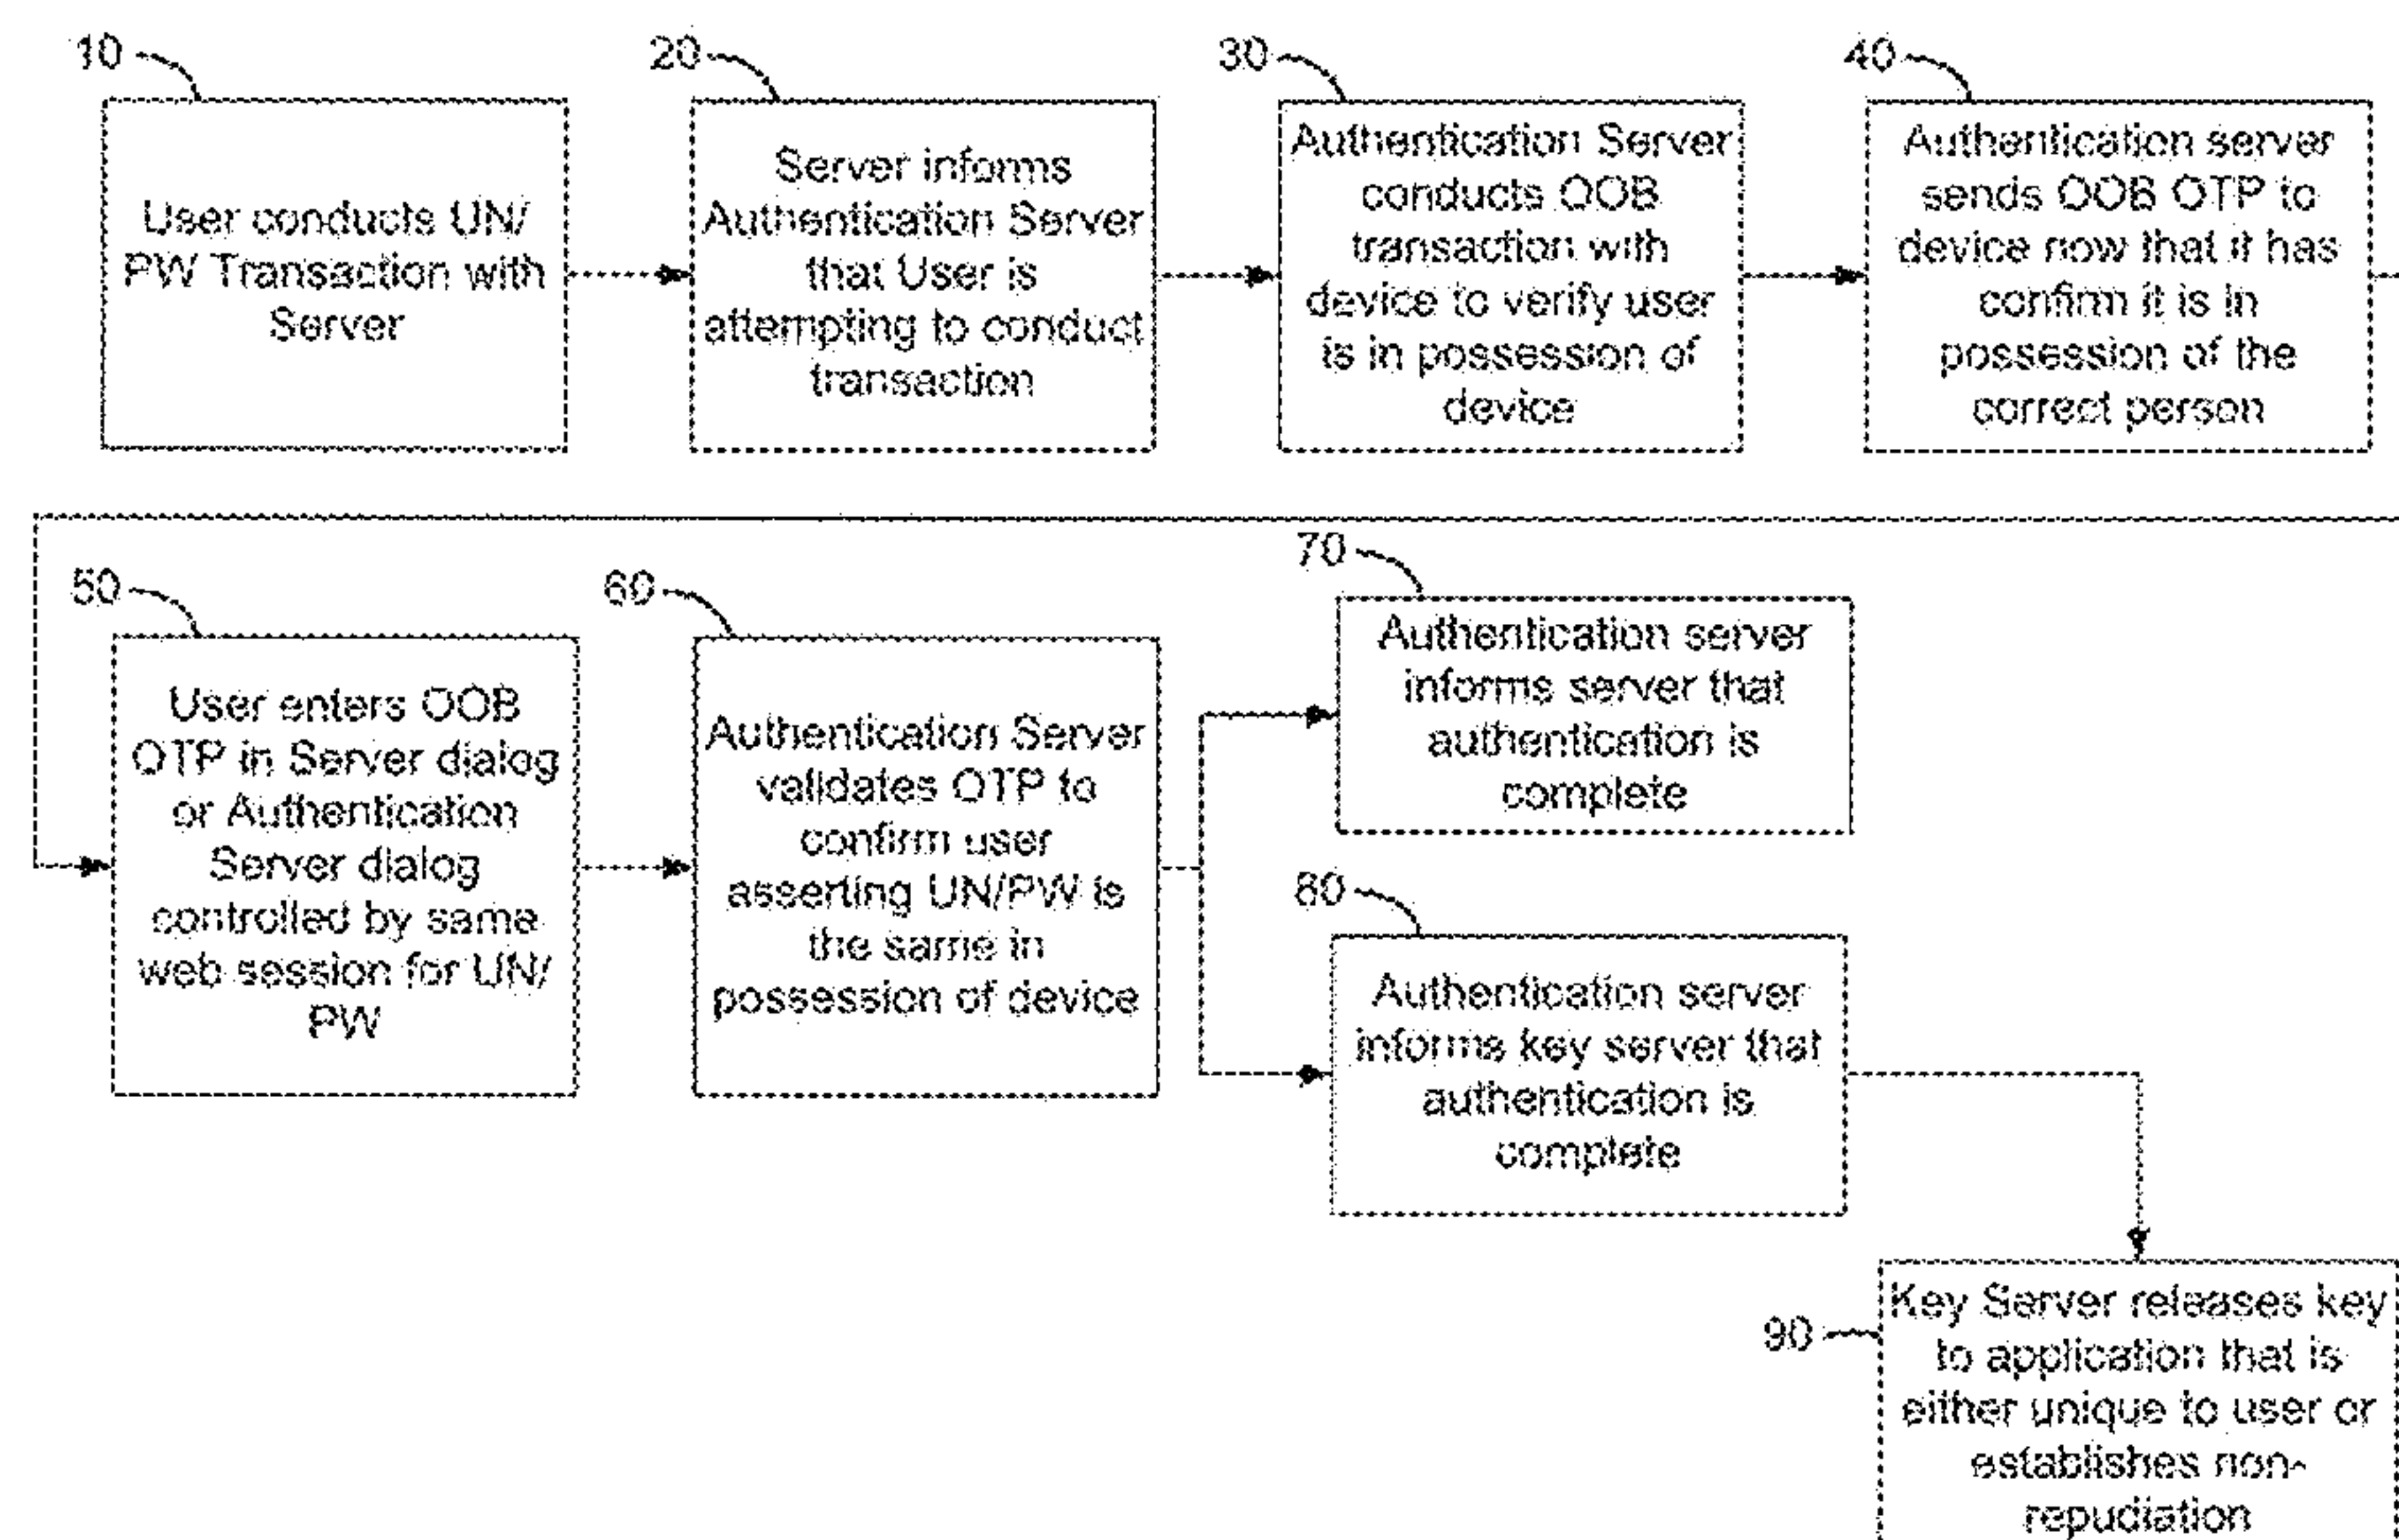 10
User conducts UN/
PW Transaction with
Server
20
Server informs
Authentication Server
that User is
attempting to conduct
transaction
30
Authentication Server
conducts OOB
transaction with
device to verify user
is in possession of
device
40
Authentication server
sends OOB OTP to
device now that it has
confirm it is in
possession of the
correct person
50
User enters OOB
OTP in Server dialog
or Authentication
Server dialog
controlled by same
web session for UN/
PW
60
Authentication Server
validates OTP to
confirm user
asserting UN/PW is
the same in
possession of device
70
Authentication server
informs server that
authentication is
complete
80
Authentication server
informs key server that
authentication is
complete
90
Key Server releases key
to application that is
either unique to user or
establishes non-
repudiation